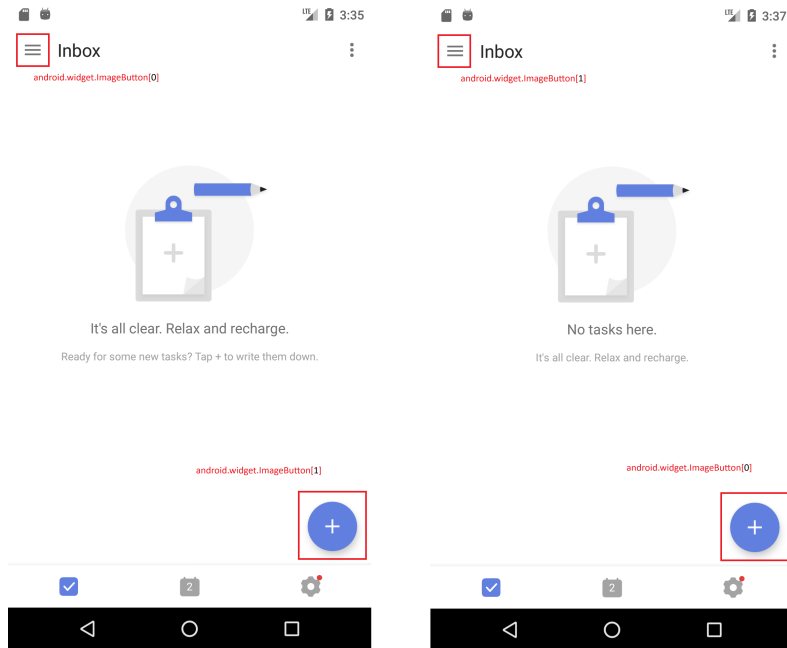 LTE 3:35
Inbox
android.widget.ImageButton[0]
It's all clear. Relax and recharge.
Ready for some new tasks? Tap + to write them down.
android.widget.ImageButton[1]
+
2
LTE 3:37
Inbox
android.widget.ImageButton[1]
No tasks here.
It's all clear. Relax and recharge.
android.widget.ImageButton[0]
+
2